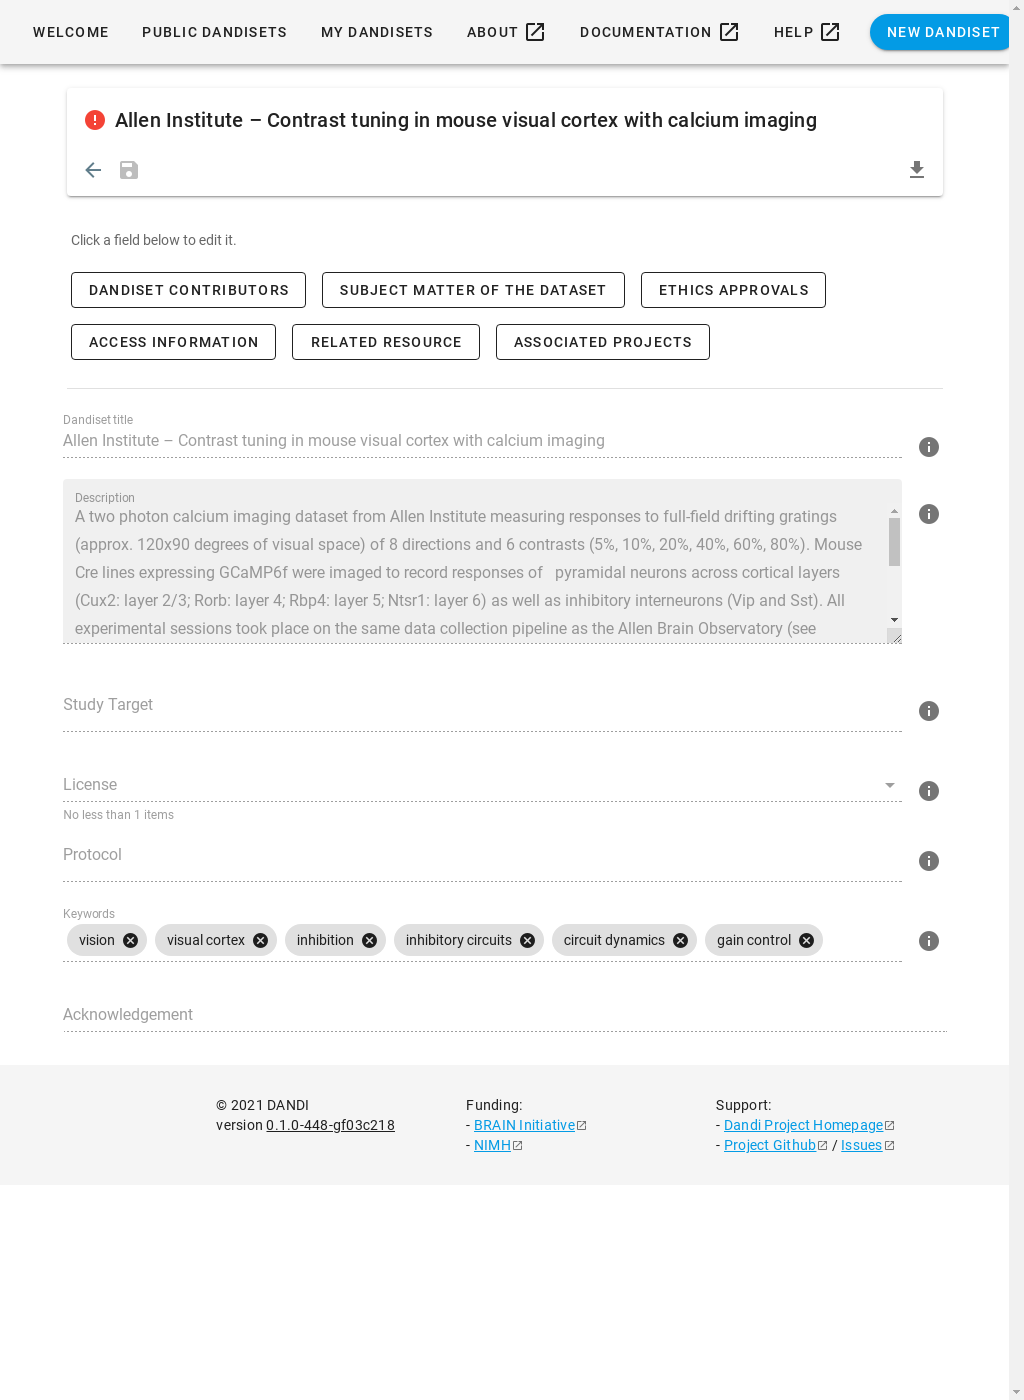 WELCOME PUBLIC DANDISETS MY DANDISETS ABOUT DOCUMENTATION HELP NEW DANDISET
Allen Institute – Contrast tuning in mouse visual cortex with calcium imaging
Click a field below to edit it.
DANDISET CONTRIBUTORS SUBJECT MATTER OF THE DATASET ETHICS APPROVALS
ACCESS INFORMATION RELATED RESOURCE ASSOCIATED PROJECTS
Dandiset title
Allen Institute – Contrast tuning in mouse visual cortex with calcium imaging
Description
A two photon calcium imaging dataset from Allen Institute measuring responses to full-field drifting gratings
(approx. 120x90 degrees of visual space) of 8 directions and 6 contrasts (5%, 10%, 20%, 40%, 60%, 80%). Mouse
Cre lines expressing GCaMP6f were imaged to record responses of pyramidal neurons across cortical layers
(Cux2: layer 2/3; Rorb: layer 4; Rbp4: layer 5; Ntsr1: layer 6) as well as inhibitory interneurons (Vip and Sst). All
experimental sessions took place on the same data collection pipeline as the Allen Brain Observatory (see
Study Target
License
No less than 1 items
Protocol
Keywords
vision visual cortex inhibition inhibitory circuits circuit dynamics gain control
Acknowledgement
© 2021 DANDI
version 0.1.0-448-gf03c218
Funding:
- BRAIN Initiative
- NIMH
Support:
- Dandi Project Homepage
- Project Github / Issues